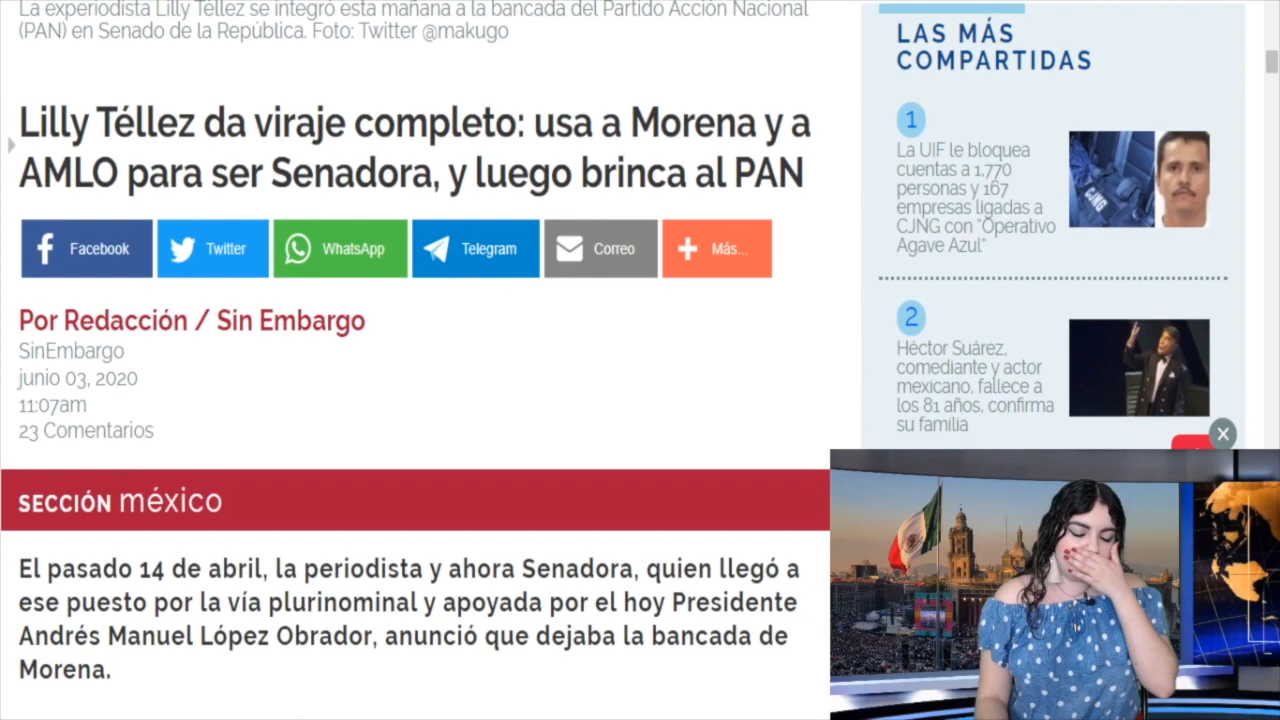 La experiodista Lilly Téllez se integró esta mañana a la bancada del Partido Acción Nacional
(PAN) en Senado de la República. Foto: Twitter @makugo
Lilly Téllez da viraje completo: usa a Morena y a
AMLO para ser Senadora, y luego brinca al PAN
Facebook
Twitter
WhatsApp
Telegram
Correo
Más...
Por Redacción / Sin Embargo
SinEmbargo
junio 03, 2020
11:07am
23 Comentarios
SECCIÓN méxico
El pasado 14 de abril, la periodista y ahora Senadora, quien llegó a
ese puesto por la vía plurinominal y apoyada por el hoy Presidente
Andrés Manuel López Obrador, anunció que dejaba la bancada de
Morena.
LAS MÁS
COMPARTIDAS
1
La UIF le bloquea
cuentas a 1,770
personas y 167
empresas ligadas a
CJNG con “Operativo
Agave Azul”
CJNG
2
Héctor Suárez,
comediante y actor
mexicano, fallece a
los 81 años, confirma
su familia